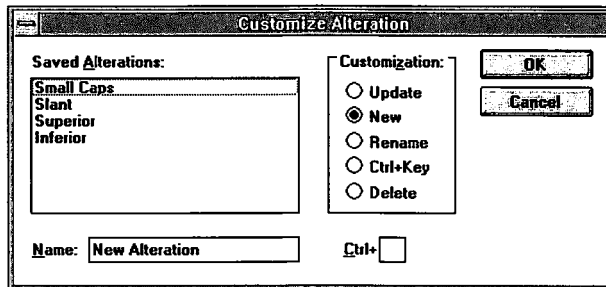 Customize Alteration
Saved Alterations:
Small Caps
Slant
Superior
Inferior
Customization:
Update
New
Rename
Ctrl+Key
Delete
OK
Cancel
Name: New Alteration
Ctrl+